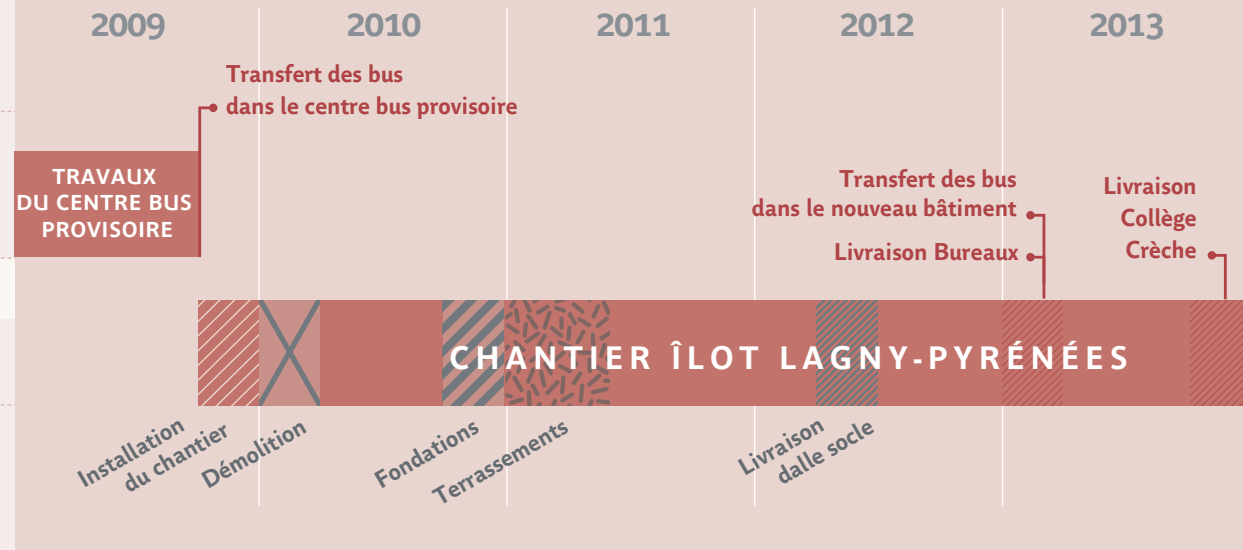 2009
2010
2011
2012
2013
Transfert des bus
dans le centre bus provisoire
TRAVAUX
DU CENTRE BUS
PROVISOIRE
Transfert des bus
dans le nouveau bâtiment
Livraison Bureaux
Livraison
Collège
Crèche
CHANTIER ÎLOT LAGNY-PYRÉNÉES
Installation
du chantier
Démolition
Fondations
Terrassements
Livraison
dalle socle